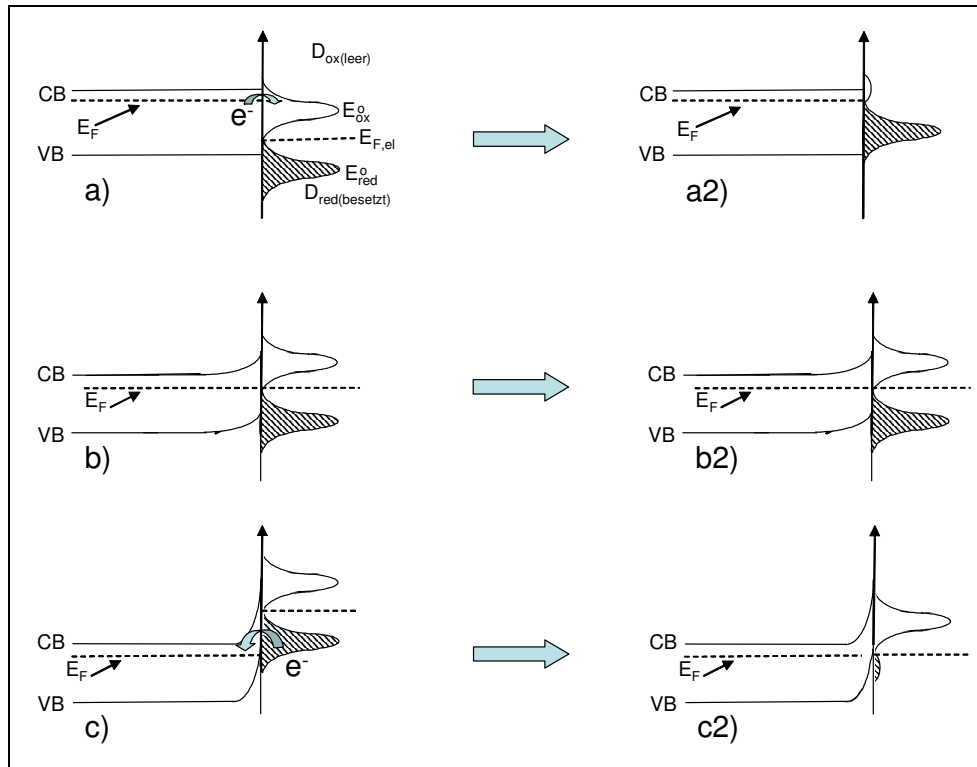 D_ox(leer)
CB
e-
E°_ox
E_F
E_F,el
VB
E°_red
D_red(besetzt)
a)
CB
E_F
VB
a2)
CB
E_F
VB
b)
CB
E_F
VB
b2)
CB
E_F
e-
VB
c)
CB
E_F
VB
c2)